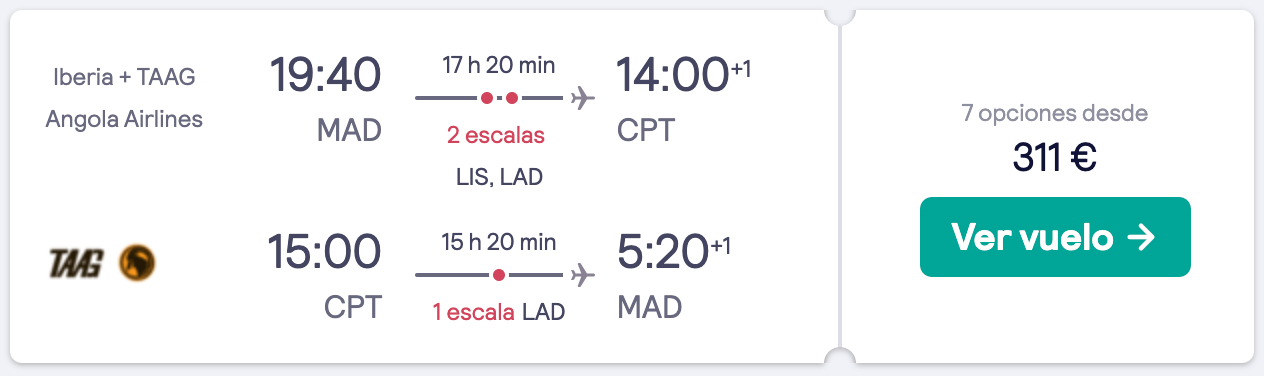 Iberia + TAAG
Angola Airlines
19:40
MAD
17 h 20 min
2 escalas
LIS, LAD
14:00+1
CPT
TAAG
15:00
CPT
15 h 20 min
1 escala LAD
5:20+1
MAD
7 opciones desde
311 €
Ver vuelo →